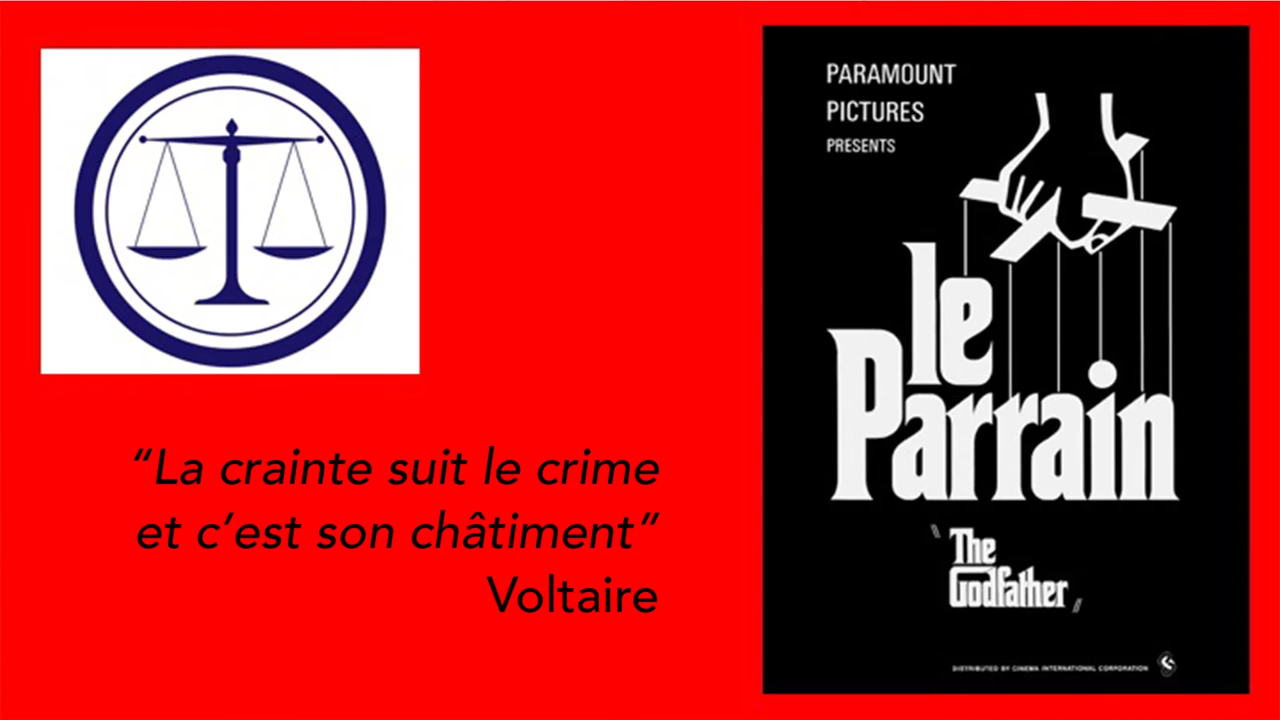 “La crainte suit le crime
et c’est son châtiment”
Voltaire
PARAMOUNT
PICTURES
PRESENTS
le
Parrain
"The
Godfather"
DISTRIBUTED BY CINEMA INTERNATIONAL CORPORATION